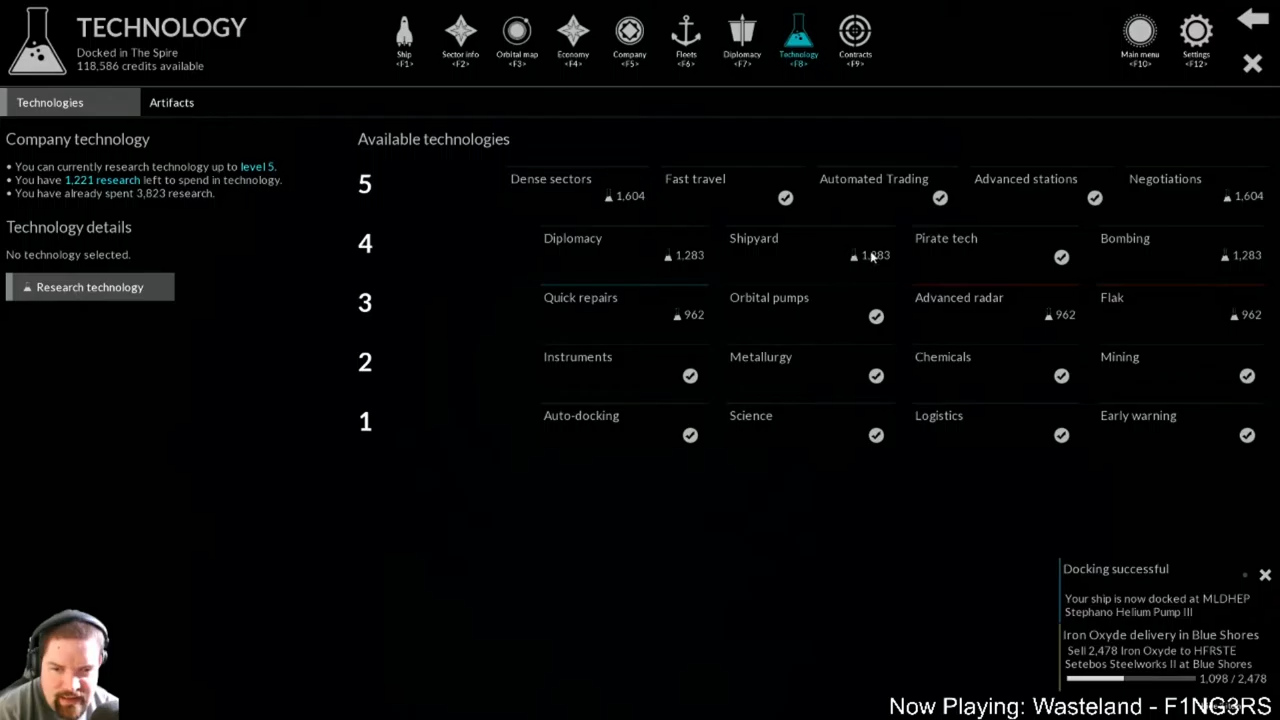 TECHNOLOGY
Docked in The Spire
118,586 credits available
Ship
<F1>
Sector info
<F2>
Orbital map
<F3>
Economy
<F4>
Company
<F5>
Fleets
<F6>
Diplomacy
<F7>
Technology
<F8>
Contracts
<F9>
Main menu
<F10>
Settings
<F12>
Technologies
Artifacts
Company technology
• You can currently research technology up to level 5.
• You have 1,221 research left to spend in technology.
• You have already spent 3,823 research.
Technology details
No technology selected.
Research technology
Available technologies
5
Dense sectors
1,604
Fast travel
Automated Trading
Advanced stations
Negotiations
1,604
4
Diplomacy
1,283
Shipyard
Pirate tech
Bombing
1,283
3
Quick repairs
962
Orbital pumps
Advanced radar
962
Flak
962
2
Instruments
Metallurgy
Chemicals
Mining
1
Auto-docking
Science
Logistics
Early warning
Docking successful
Your ship is now docked at MLDHEP
Stephano Helium Pump III
Iron Oxyde delivery in Blue Shores
Sell 2,478 Iron Oxyde to HFRSTE
Setebos Steelworks II at Blue Shores
1,098 / 2,478
Now Playing: Wasteland - F1NG3RS